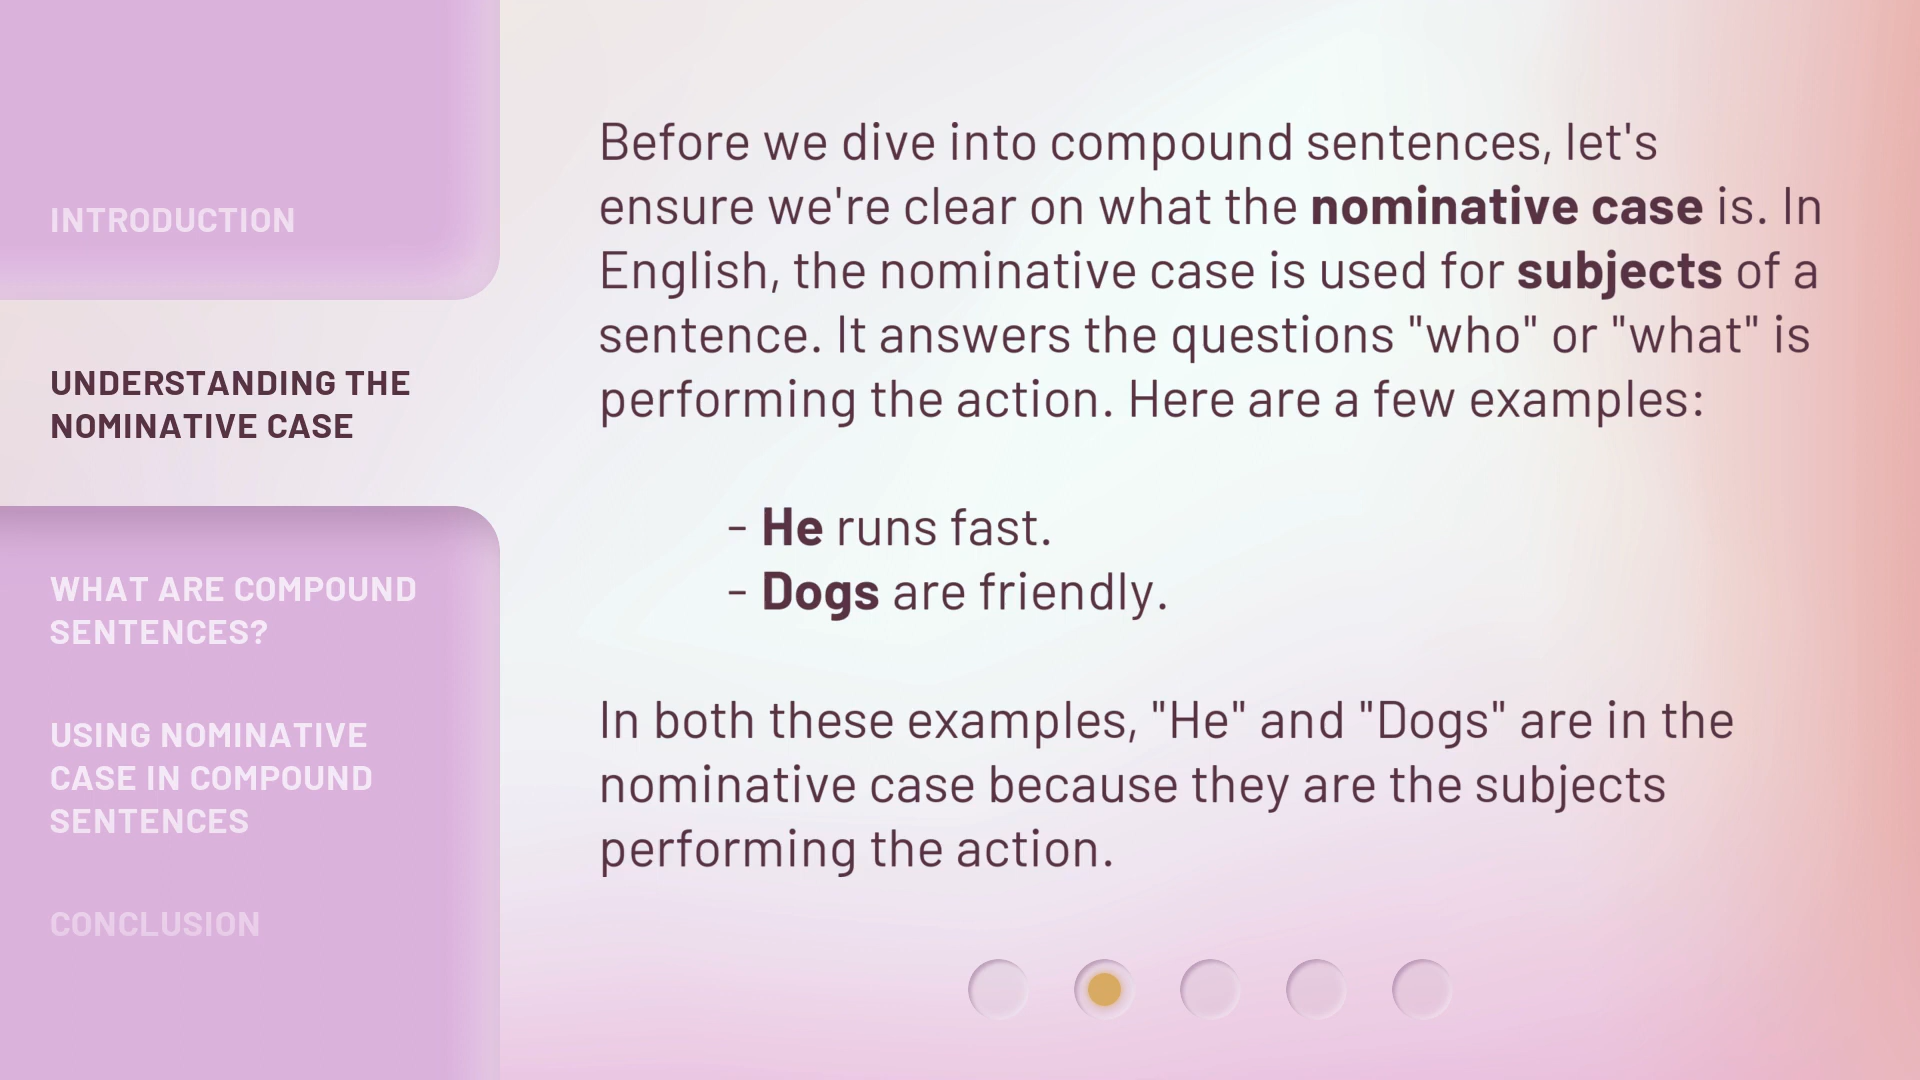 INTRODUCTION
UNDERSTANDING THE
NOMINATIVE CASE
WHAT ARE COMPOUND
SENTENCES?
USING NOMINATIVE
CASE IN COMPOUND
SENTENCES
CONCLUSION
Before we dive into compound sentences, let's
ensure we're clear on what the nominative case is. In
English, the nominative case is used for subjects of a
sentence. It answers the questions "who" or "what" is
performing the action. Here are a few examples:
- He runs fast.
- Dogs are friendly.
In both these examples, "He" and "Dogs" are in the
nominative case because they are the subjects
performing the action.